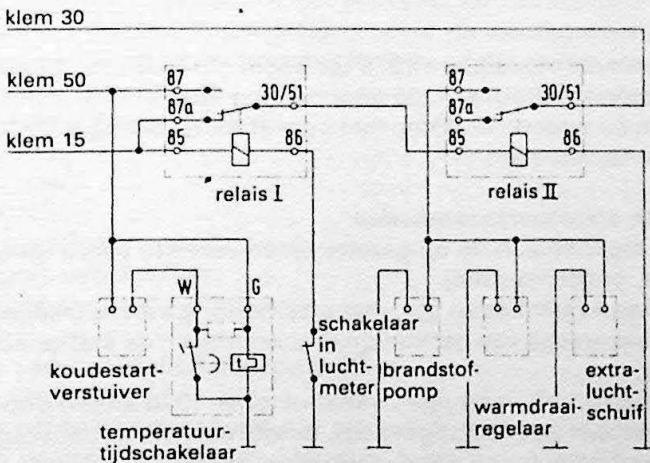 klem 30
klem 50
klem 15
87
30/51
87a
85
86
relais I
87
30/51
87a
85
86
relais II
W
G
t
koudestart-
verstuiver
temperatuur-
tijdschakelaar
schakelaar
in
lucht-
meter
brandstof-
pomp
warmdraai-
regelaar
extra-
lucht-
schuif